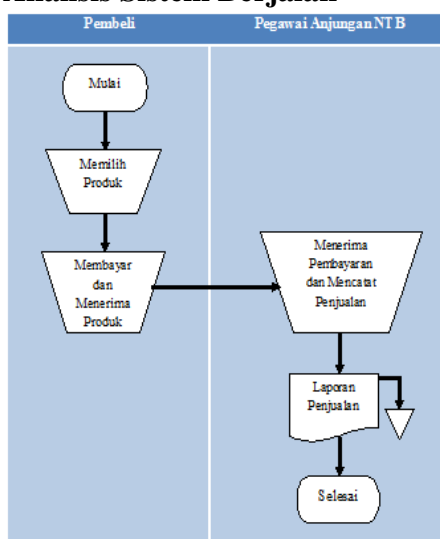 Analisis Sistem Berjalan
Pembeli
Pegawai Anjungan NTB
Mulai
Memilih
Produk
Membayar
dan
Menerima
Produk
Menerima
Pembayaran
dan Mencatat
Penjualan
Laporan
Penjualan
Selesai